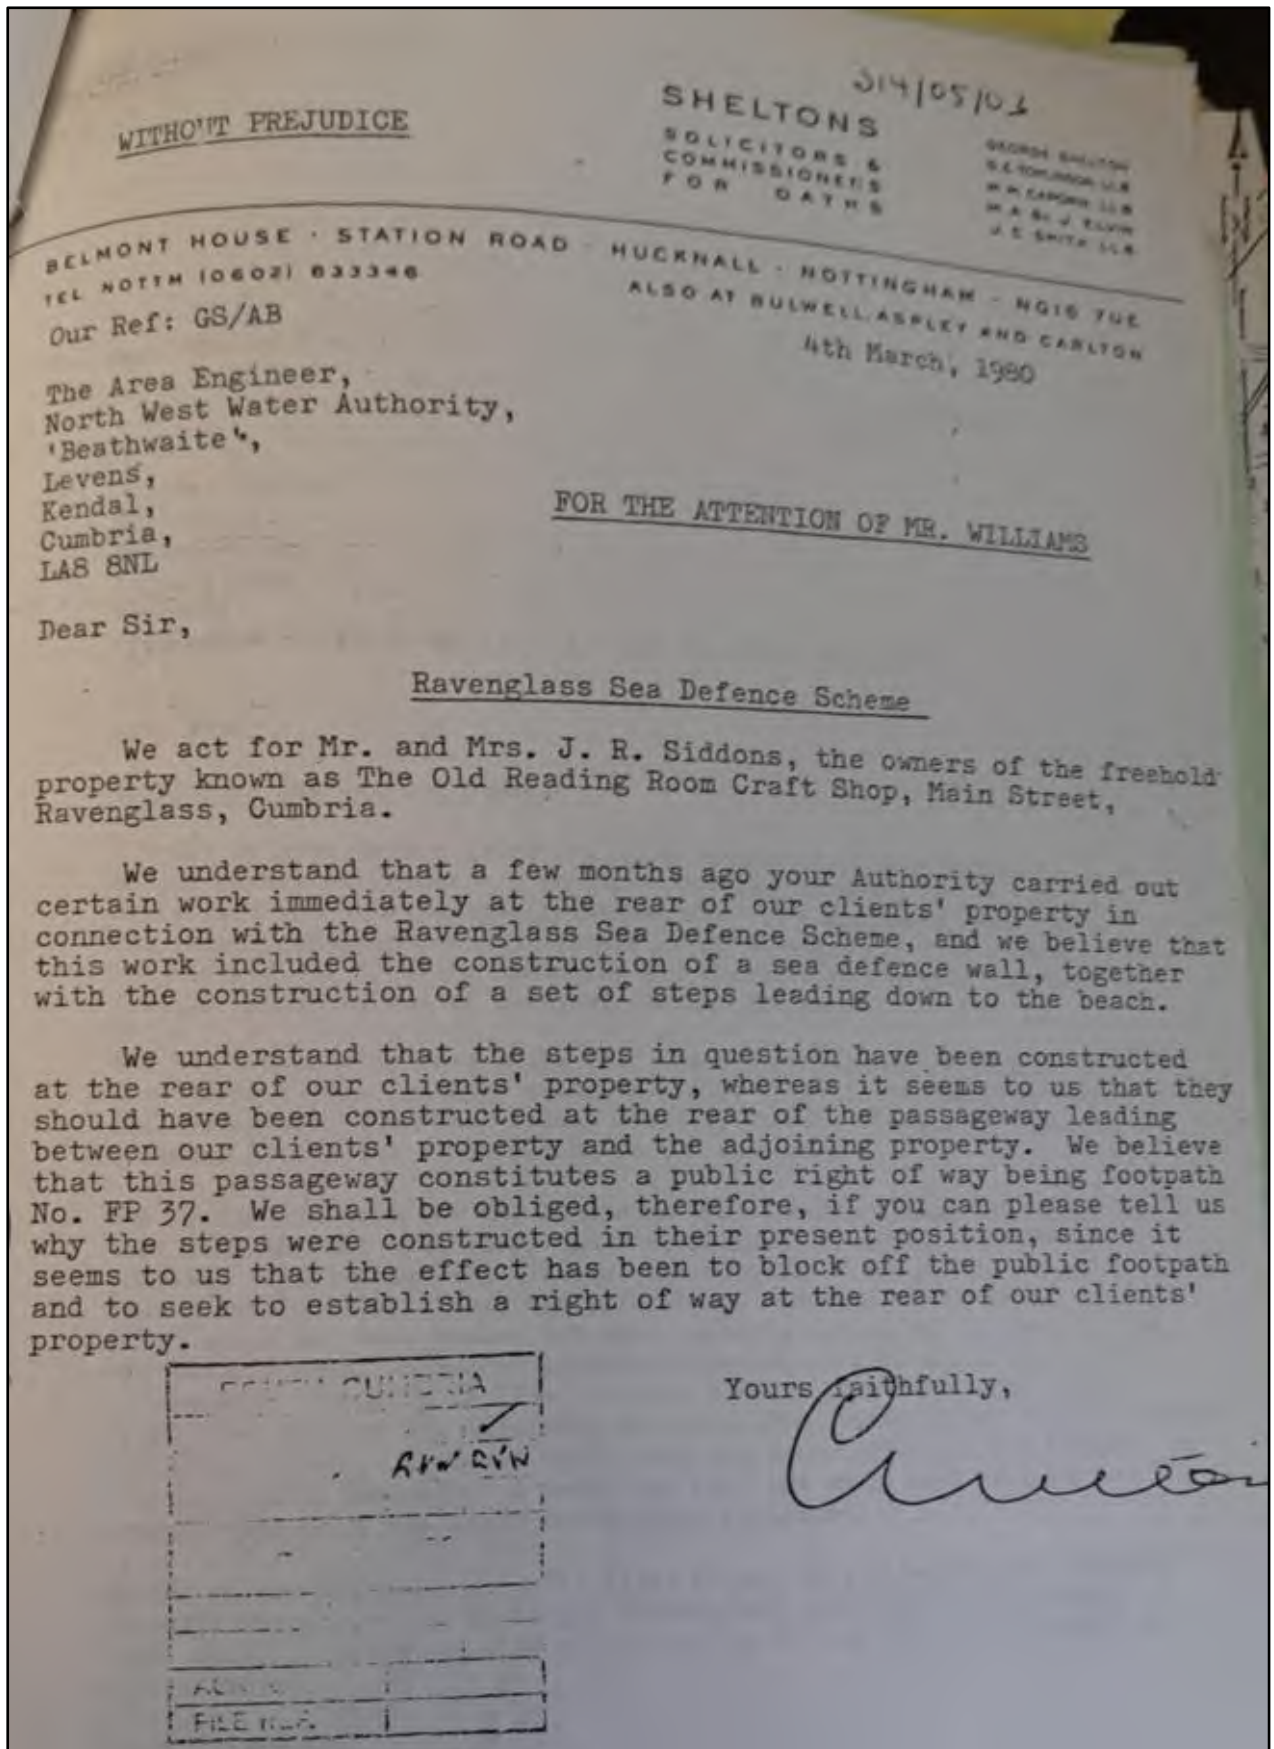 314/05/01
WITHOUT PREJUDICE
SHELTONS
SOLICITORS &
COMMISSIONERS
FOR OATHS
GEORGE SHELTON
J. E. SMITH LL.B.
BELMONT HOUSE · STATION ROAD · HUCKNALL · NOTTINGHAM · NG15 7UE
TEL NOTTM (0602) 633346
ALSO AT BULWELL, ASPLEY AND CARLTON
Our Ref: GS/AB
4th March, 1980
The Area Engineer,
North West Water Authority,
'Beathwaite',
Levens,
Kendal,
Cumbria,
LA8 8NL
FOR THE ATTENTION OF MR. WILLIAMS
Dear Sir,
Ravenglass Sea Defence Scheme
We act for Mr. and Mrs. J. R. Siddons, the owners of the freehold
property known as The Old Reading Room Craft Shop, Main Street,
Ravenglass, Cumbria.
We understand that a few months ago your Authority carried out
certain work immediately at the rear of our clients' property in
connection with the Ravenglass Sea Defence Scheme, and we believe that
this work included the construction of a sea defence wall, together
with the construction of a set of steps leading down to the beach.
We understand that the steps in question have been constructed
at the rear of our clients' property, whereas it seems to us that they
should have been constructed at the rear of the passageway leading
between our clients' property and the adjoining property. We believe
that this passageway constitutes a public right of way being footpath
No. FP 37. We shall be obliged, therefore, if you can please tell us
why the steps were constructed in their present position, since it
seems to us that the effect has been to block off the public footpath
and to seek to establish a right of way at the rear of our clients'
property.
Yours faithfully,
CUMBRIA
FILE